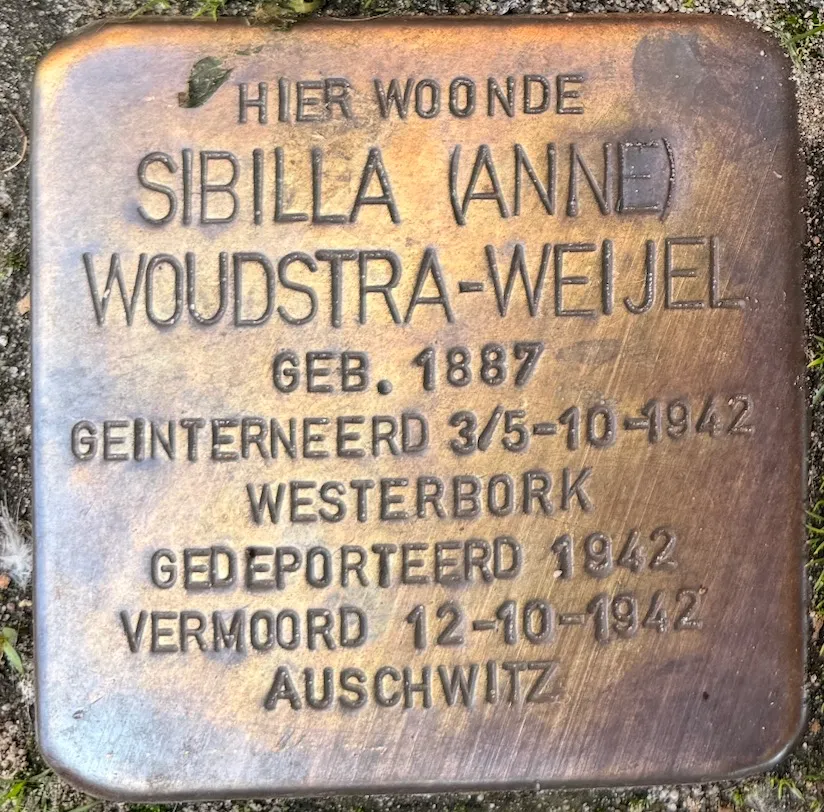 HIER WOONDE
SIBILLA (ANNE)
WOUDSTRA-WEIJEL
GEB. 1887
GEINTERNEERD 3/5-10-1942
WESTERBORK
GEDEPORTEERD 1942
VERMOORD 12-10-1942
AUSCHWITZ